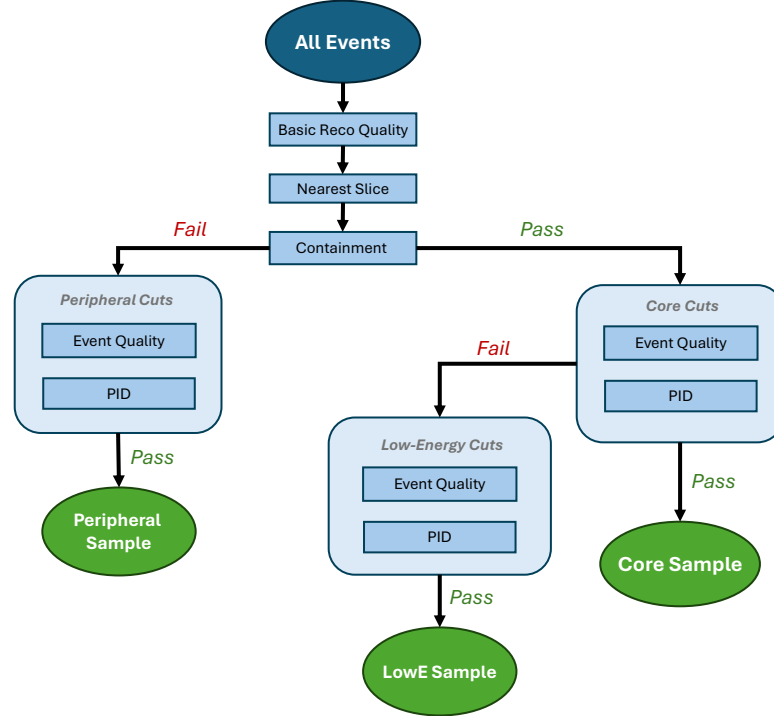 All Events
Basic Reco Quality
Nearest Slice
Fail
Pass
Containment
Peripheral Cuts
Event Quality
PID
Pass
Peripheral
Sample
Core Cuts
Event Quality
PID
Fail
Pass
Core Sample
Low-Energy Cuts
Event Quality
PID
Pass
LowE Sample